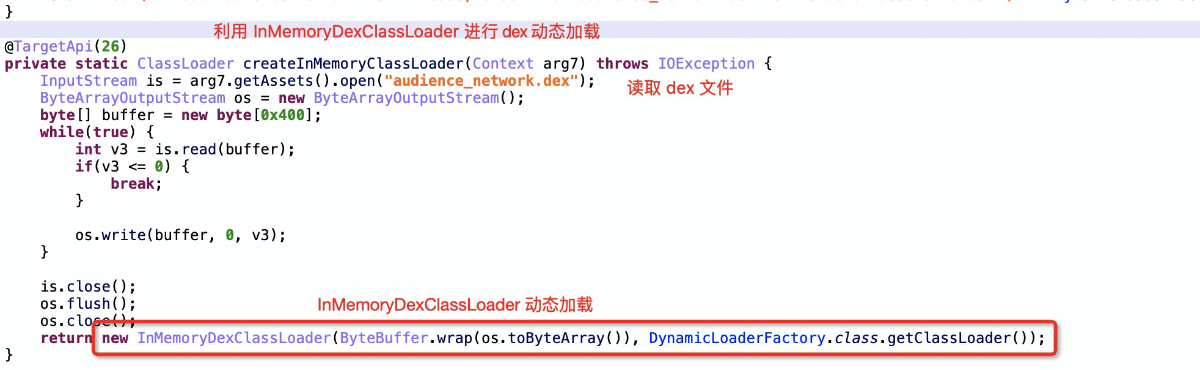 }
利用 InMemoryDexClassLoader 进行 dex 动态加载
@TargetApi(26)
private static ClassLoader createInMemoryClassLoader(Context arg7) throws IOException {
InputStream is = arg7.getAssets().open("audience_network.dex");
读取 dex 文件
ByteArrayOutputStream os = new ByteArrayOutputStream();
byte[] buffer = new byte[0x400];
while(true) {
int v3 = is.read(buffer);
if(v3 <= 0) {
break;
}
os.write(buffer, 0, v3);
}
is.close();
os.flush();
InMemoryDexClassLoader 动态加载
os.close();
return new InMemoryDexClassLoader(ByteBuffer.wrap(os.toByteArray()), DynamicLoaderFactory.class.getClassLoader());
}